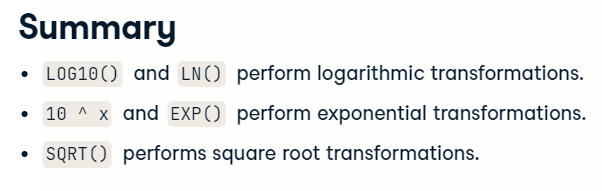 Summary
• LOG10() and LN() perform logarithmic transformations.
• 10 ^ x and EXP() perform exponential transformations.
• SQRT() performs square root transformations.